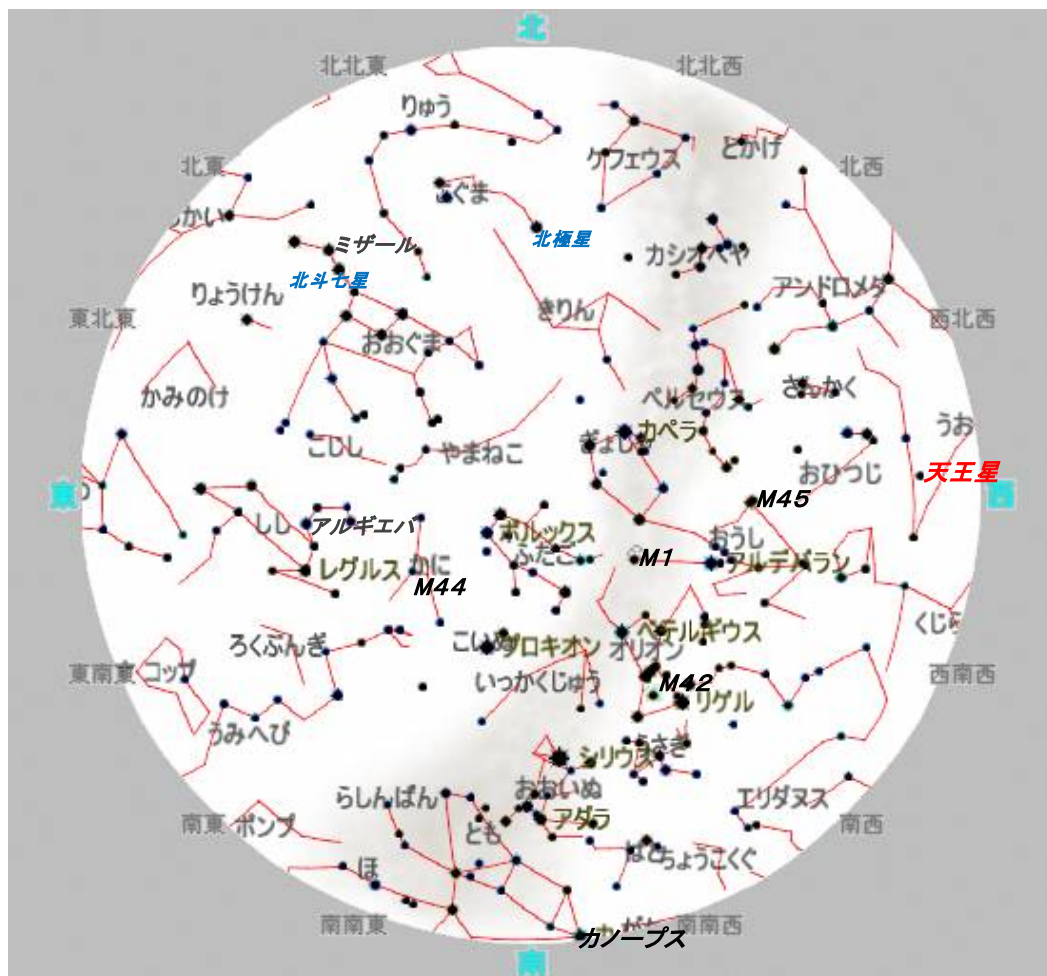 北
北北東
北北西
りゅう
ケフェウス
とかげ
北東
北西
こぐま
かい
ミザール
北極星
カシオペヤ
北斗七星
りょうけん
アンドロメダ
きりん
東北東
西北西
おおぐま
かみのけ
ペルセウス
さんかく
カペラ
うお
こじし
やまねこ
ぎょしゃ
おひつじ
天王星
東
西
M45
しし
アルギエバ
ポルックス
おうし
ふたご
M1
アルデバラン
レグルス
かに
M44
くじら
ろくぶんぎ
こいぬ
プロキオン
ベテルギウス
オリオン
東南東
コップ
西南西
いっかくじゅう
M42
リゲル
うみへび
シリウス
うさぎ
おおいぬ
らしんばん
エリダヌス
南東
ポンプ
とも
アダラ
南西
はと
ちょうこくぐ
ほ
南南東
南南西
カノープス
南